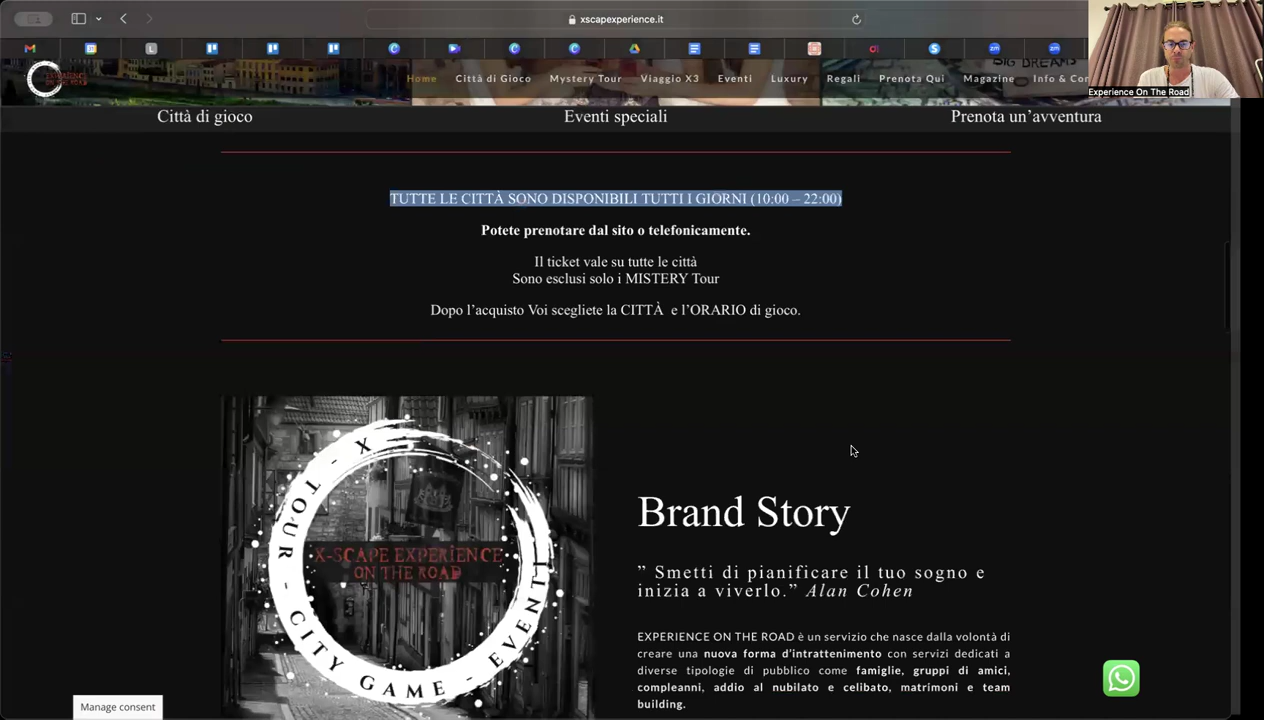 xscapexperience.it
Home Città di Gioco Mystery Tour Viaggio X3 Eventi Luxury Regali Prenota Qui Magazine Info & Con
BIG DREAMS
Experience On The Road
Città di gioco Eventi speciali Prenota un'avventura
TUTTE LE CITTÀ SONO DISPONIBILI TUTTI I GIORNI (10:00 – 22:00)
Potete prenotare dal sito o telefonicamente.
Il ticket vale su tutte le città
Sono esclusi solo i MISTERY Tour
Dopo l'acquisto Voi scegliete la CITTÀ e l'ORARIO di gioco.
X - TOUR - CITY GAME - EVENTI
X-SCAPE EXPERIENCE
ON THE ROAD
Brand Story
" Smetti di pianificare il tuo sogno e
inizia a viverlo." Alan Cohen
EXPERIENCE ON THE ROAD è un servizio che nasce dalla volontà di
creare una nuova forma d'intrattenimento con servizi dedicati a
diverse tipologie di pubblico come famiglie, gruppi di amici,
compleanni, addio al nubilato e celibato, matrimoni e team
building.
Manage consent